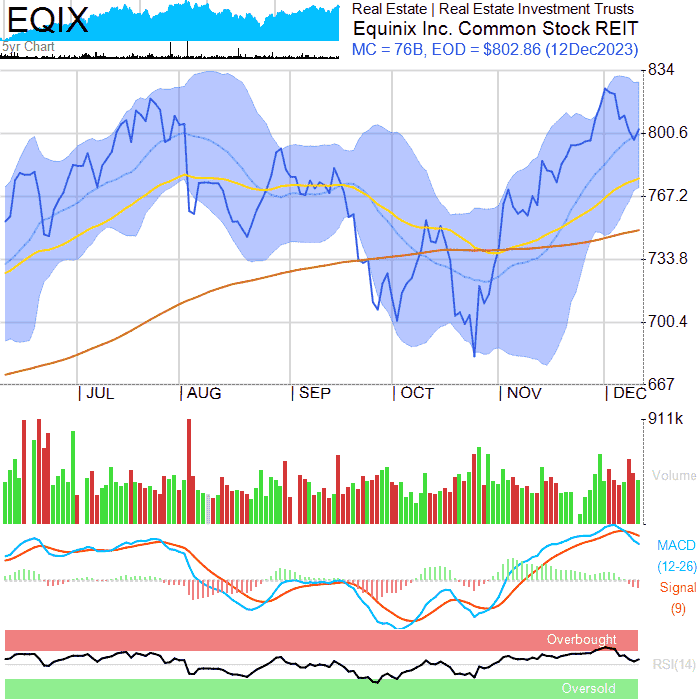 EQIX
5yr Chart
Real Estate | Real Estate Investment Trusts
Equinix Inc. Common Stock REIT
MC = 76B, EOD = $802.86 (12Dec2023)
834
800.6
767.2
733.8
700.4
667
JUL AUG SEP OCT NOV DEC
911k
Volume
MACD
(12-26)
Signal
(9)
Overbought
RSI(14)
Oversold